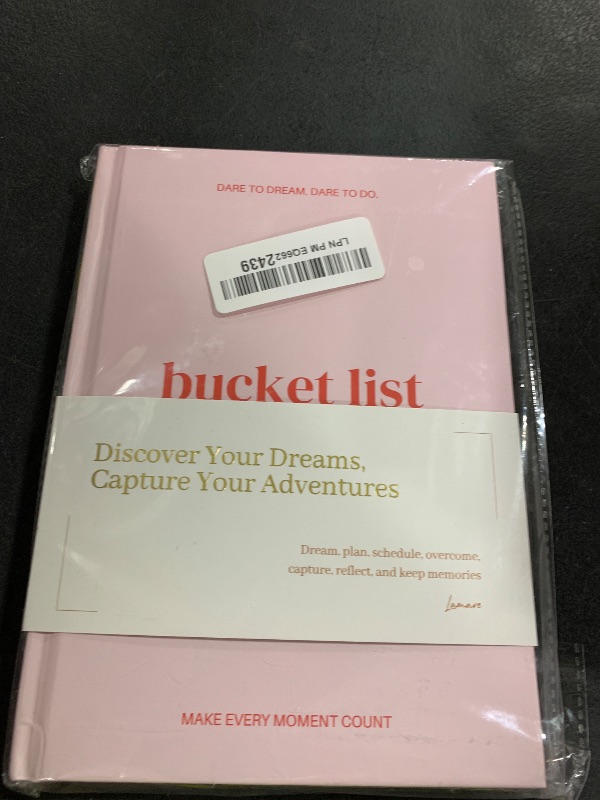 DARE TO DREAM. DARE TO DO.
LPN PM EQ6622439
bucket list
Discover Your Dreams,
Capture Your Adventures
Dream, plan, schedule, overcome,
capture, reflect, and keep memories
Lamare
MAKE EVERY MOMENT COUNT